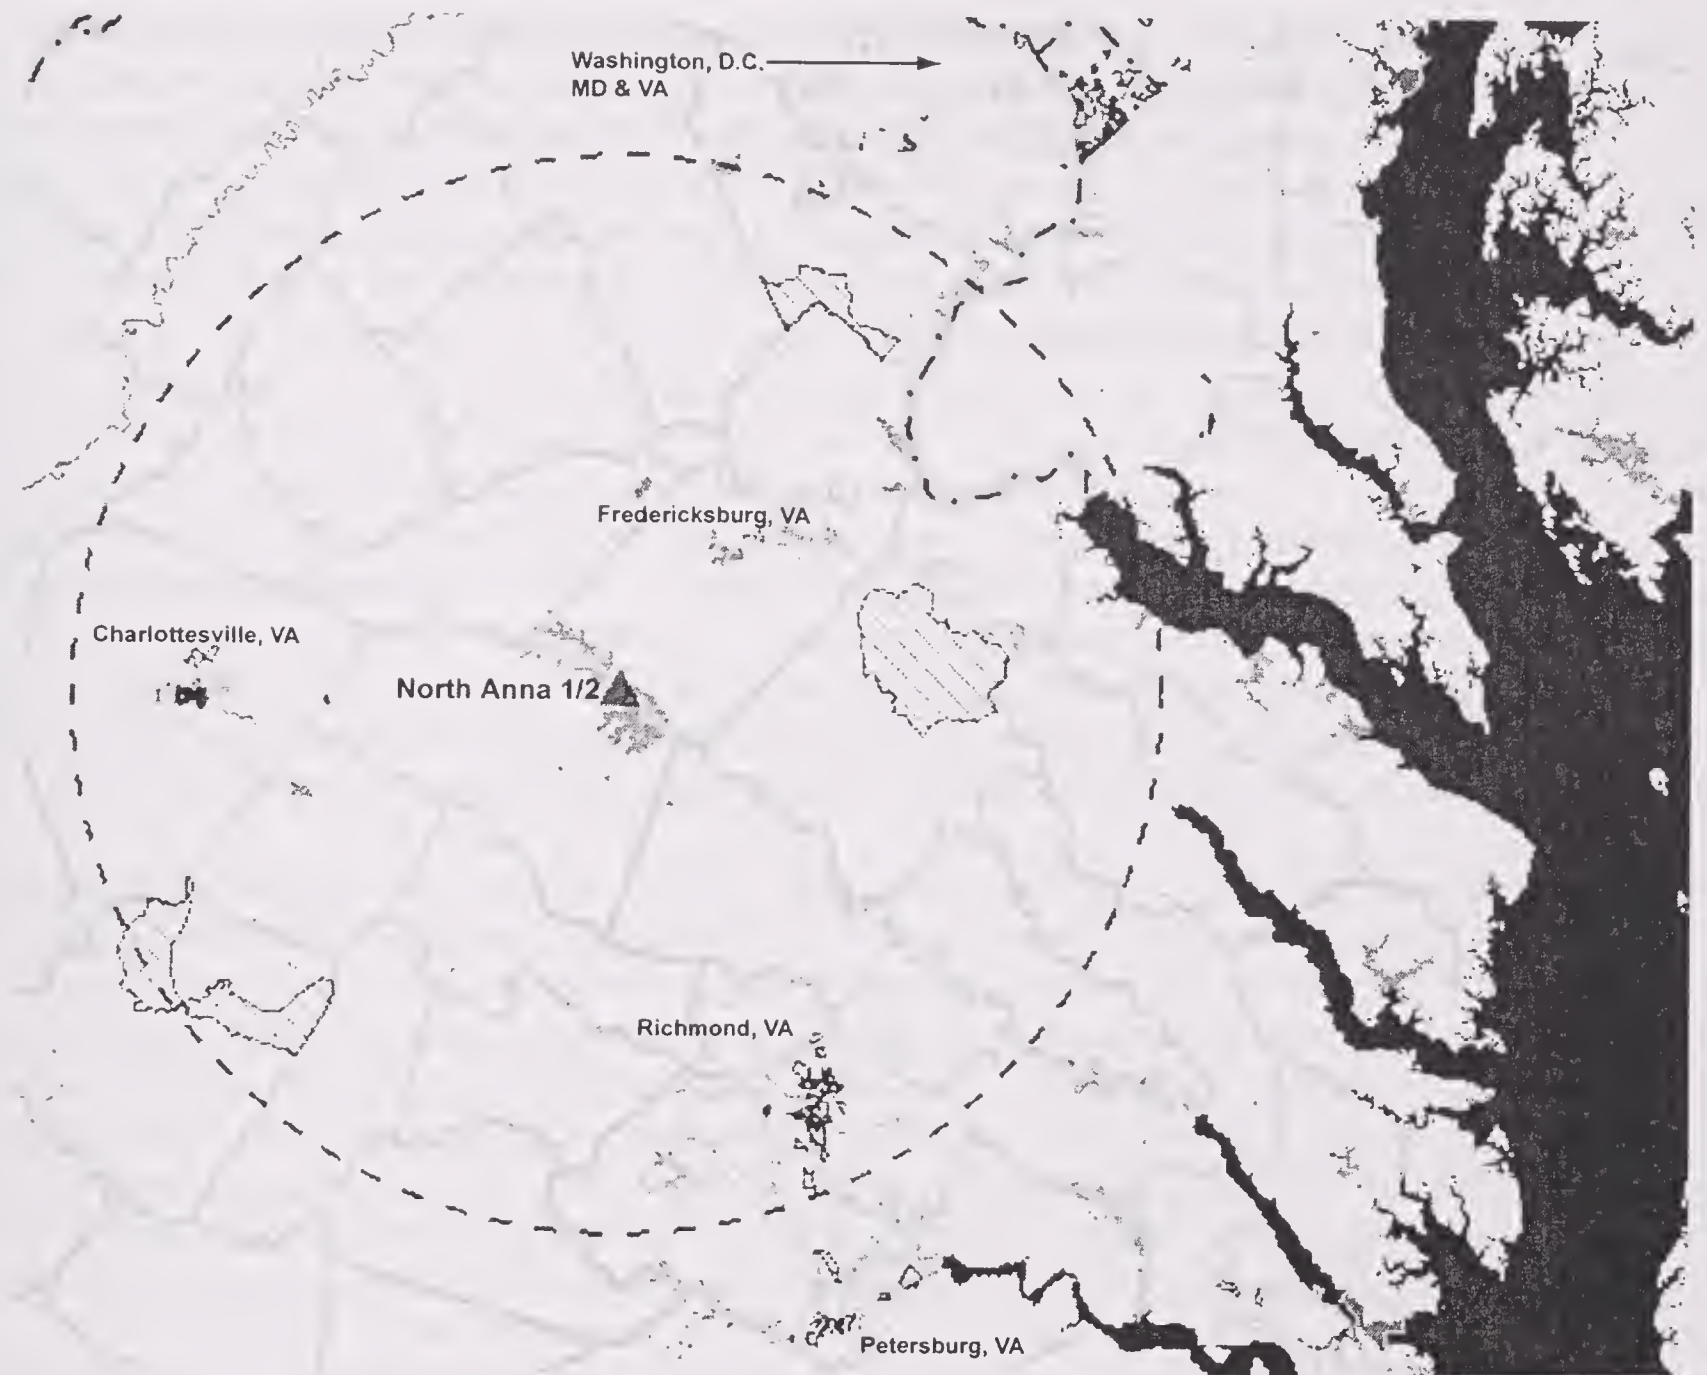 Washington, D.C.
MD & VA
Fredericksburg, VA
Charlottesville, VA
North Anna 1/2
Richmond, VA
Petersburg, VA